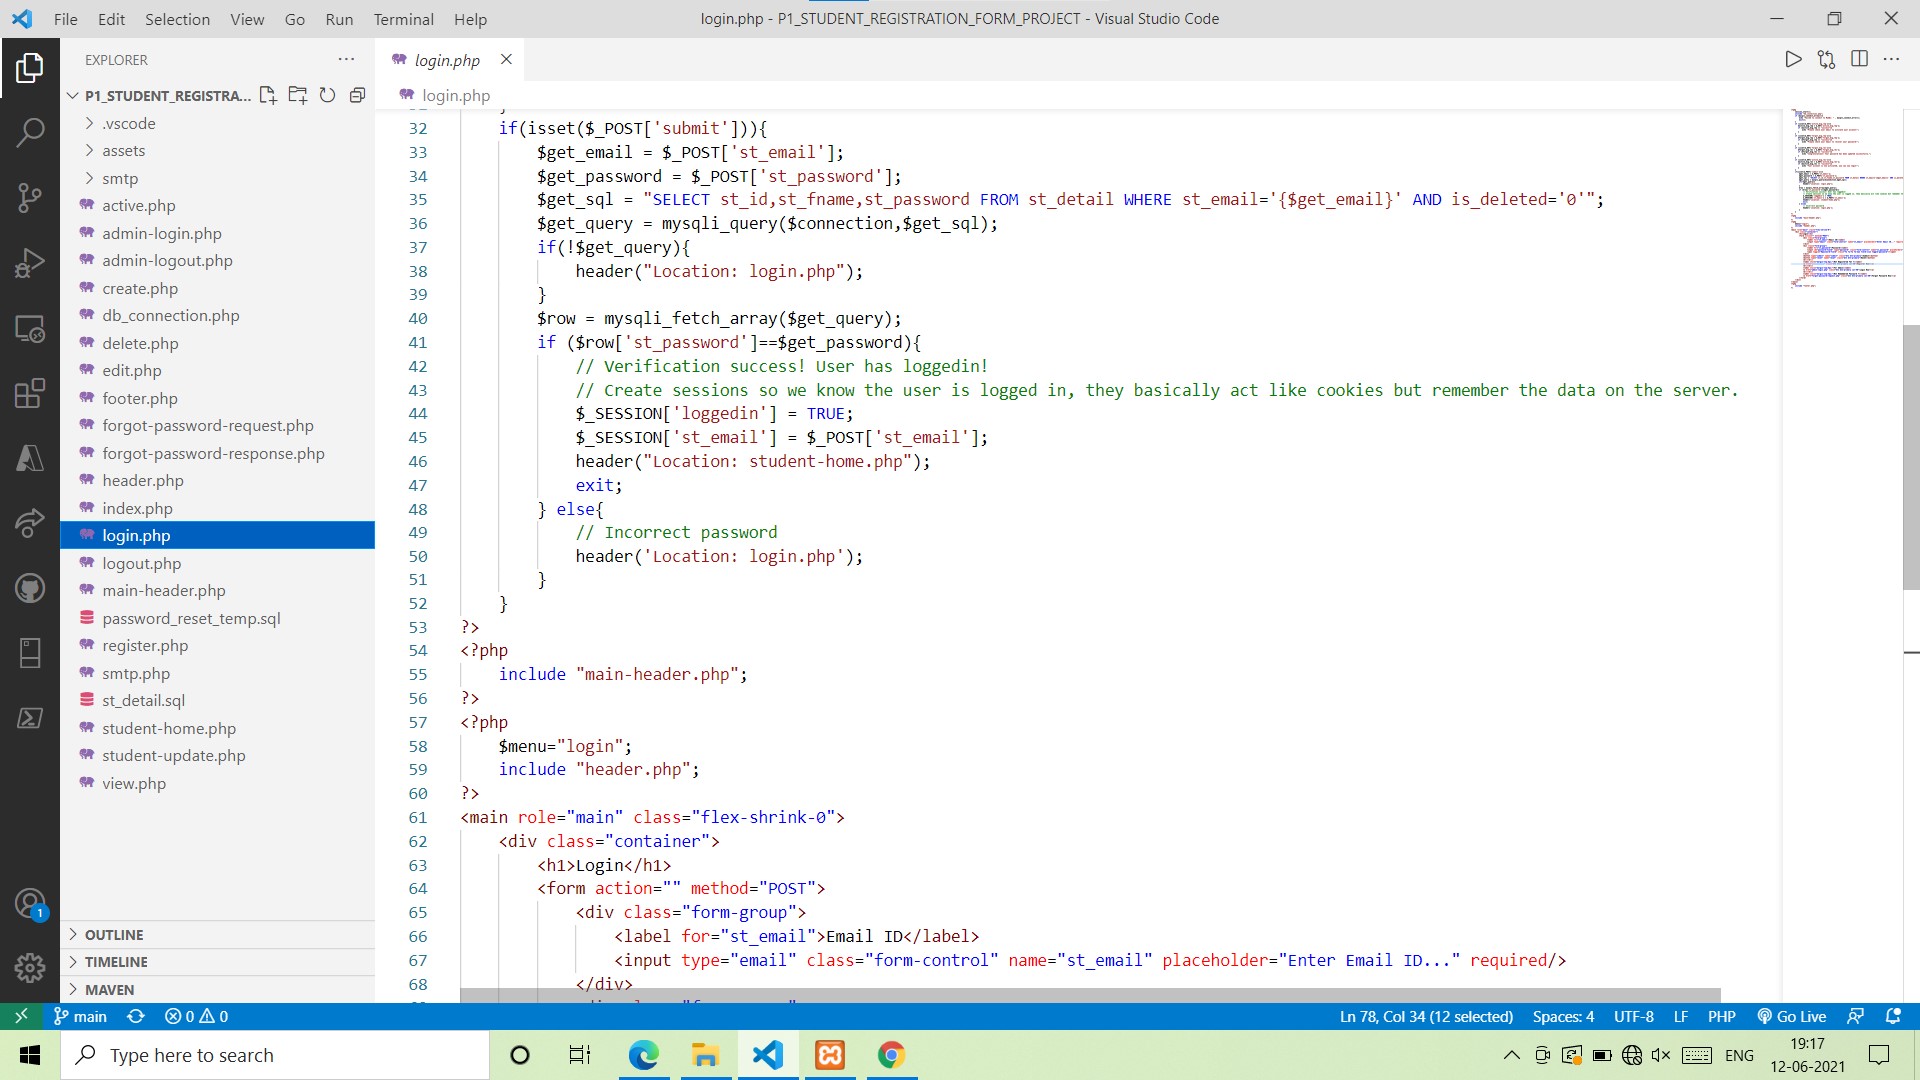 File Edit Selection View Go Run Terminal Help
login.php - P1_STUDENT_REGISTRATION_FORM_PROJECT - Visual Studio Code
EXPLORER
P1_STUDENT_REGISTRA...
.vscode
assets
smtp
active.php
admin-login.php
admin-logout.php
create.php
db_connection.php
delete.php
edit.php
footer.php
forgot-password-request.php
forgot-password-response.php
header.php
index.php
login.php
logout.php
main-header.php
password_reset_temp.sql
register.php
smtp.php
st_detail.sql
student-home.php
student-update.php
view.php
OUTLINE
TIMELINE
MAVEN
1
login.php
login.php
32 if(isset($_POST['submit'])){
33 $get_email = $_POST['st_email'];
34 $get_password = $_POST['st_password'];
35 $get_sql = "SELECT st_id,st_fname,st_password FROM st_detail WHERE st_email='{$get_email}' AND is_deleted='0'";
36 $get_query = mysqli_query($connection,$get_sql);
37 if(!$get_query){
38 header("Location: login.php");
39 }
40 $row = mysqli_fetch_array($get_query);
41 if ($row['st_password']==$get_password){
42 // Verification success! User has loggedin!
43 // Create sessions so we know the user is logged in, they basically act like cookies but remember the data on the server.
44 $_SESSION['loggedin'] = TRUE;
45 $_SESSION['st_email'] = $_POST['st_email'];
46 header("Location: student-home.php");
47 exit;
48 } else{
49 // Incorrect password
50 header('Location: login.php');
51 }
52 }
53 ?>
54 <?php
55 include "main-header.php";
56 ?>
57 <?php
58 $menu="login";
59 include "header.php";
60 ?>
61 <main role="main" class="flex-shrink-0">
62 <div class="container">
63 <h1>Login</h1>
64 <form action="" method="POST">
65 <div class="form-group">
66 <label for="st_email">Email ID</label>
67 <input type="email" class="form-control" name="st_email" placeholder="Enter Email ID..." required/>
68 </div>
main
0 0
Ln 78, Col 34 (12 selected) Spaces: 4 UTF-8 LF PHP Go Live
Type here to search
ENG
19:17
12-06-2021